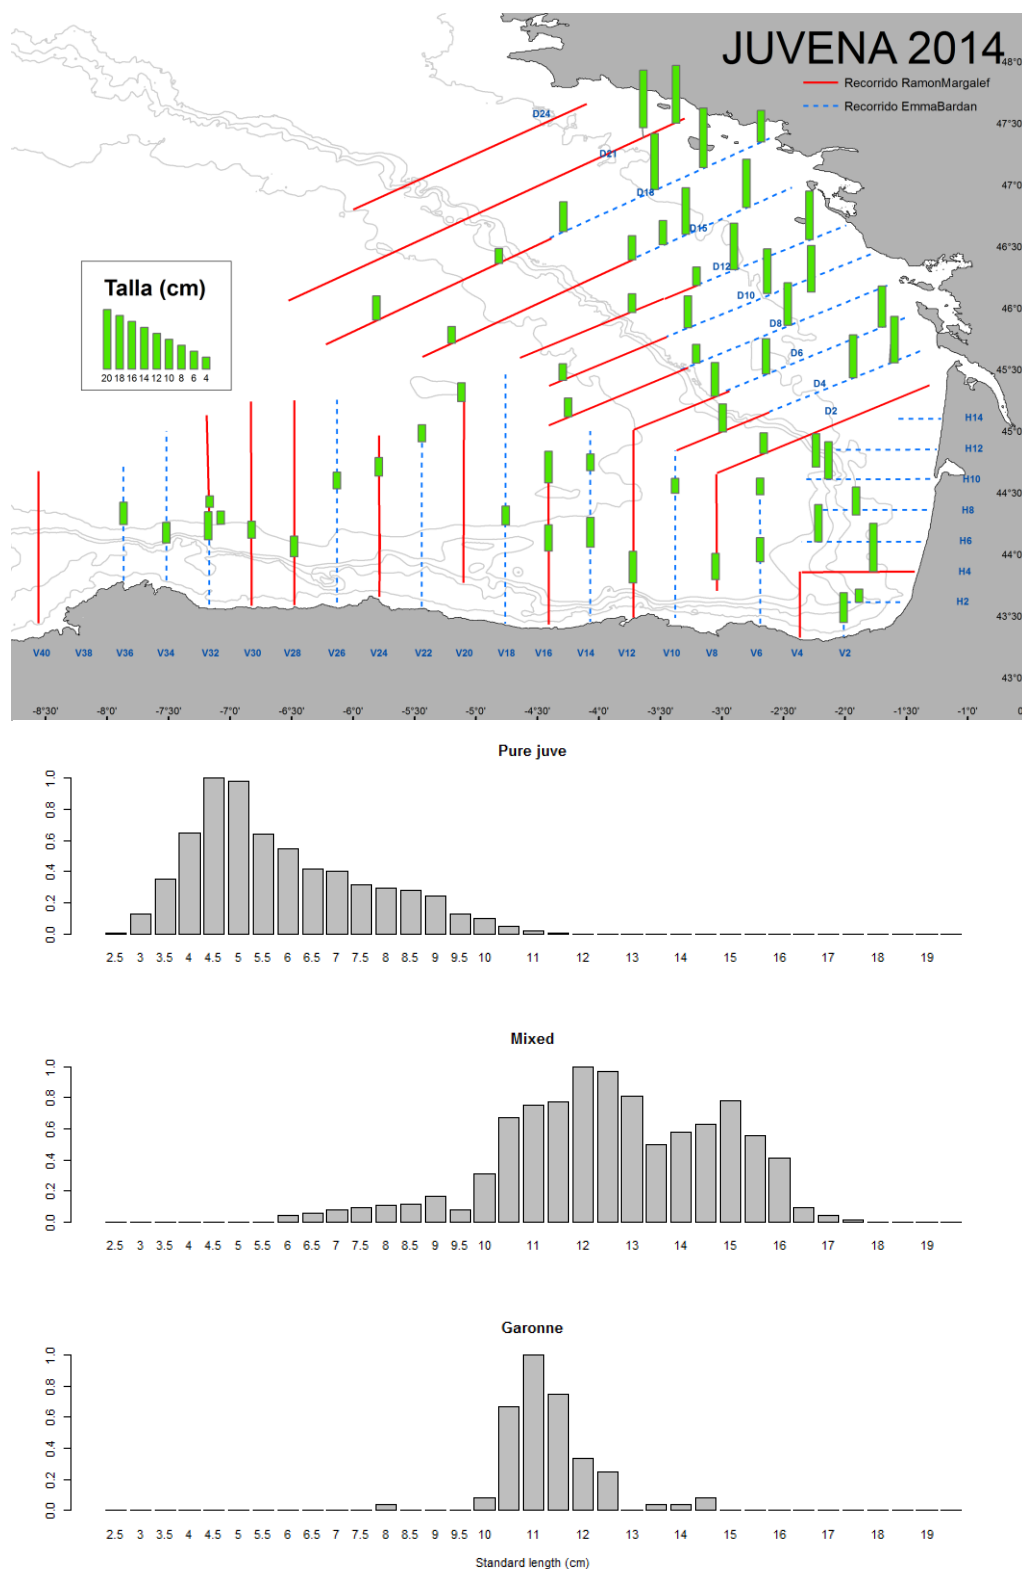 JUVENA 2014
Recorrido RamonMargalef
Recorrido EmmaBardan
48°0
47°30
47°0
46°30
46°0
45°30
45°0
44°30
44°0
43°30
43°0
D24
D21
D18
D15
D12
D10
D8
D6
D4
D2
Talla (cm)
20 18 16 14 12 10 8 6 4
H14
H12
H10
H8
H6
H4
H2
V40 V38 V36 V34 V32 V30 V28 V26 V24 V22 V20 V18 V16 V14 V12 V10 V8 V6 V4 V2
-8°30' -8°0' -7°30' -7°0' -6°30' -6°0' -5°30' -5°0' -4°30' -4°0' -3°30' -3°0' -2°30' -2°0' -1°30' -1°0' 0
Pure juve
1.0
0.8
0.6
0.4
0.2
0.0
2.5 3 3.5 4 4.5 5 5.5 6 6.5 7 7.5 8 8.5 9 9.5 10 11 12 13 14 15 16 17 18 19
Mixed
1.0
0.8
0.6
0.4
0.2
0.0
2.5 3 3.5 4 4.5 5 5.5 6 6.5 7 7.5 8 8.5 9 9.5 10 11 12 13 14 15 16 17 18 19
Garonne
1.0
0.8
0.6
0.4
0.2
0.0
2.5 3 3.5 4 4.5 5 5.5 6 6.5 7 7.5 8 8.5 9 9.5 10 11 12 13 14 15 16 17 18 19
Standard length (cm)